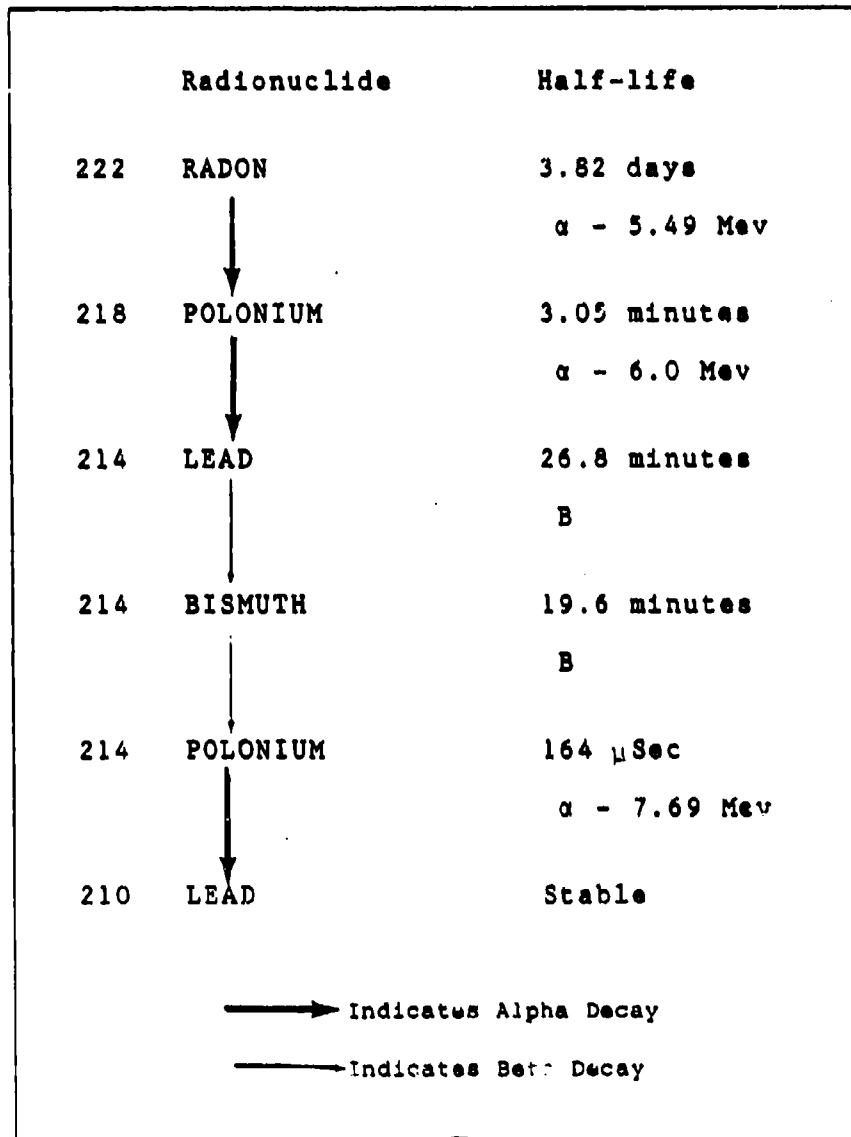 Radionuclide Half-life
222 RADON 3.82 days
α - 5.49 Mev
218 POLONIUM 3.05 minutes
α - 6.0 Mev
214 LEAD 26.8 minutes
B
214 BISMUTH 19.6 minutes
B
214 POLONIUM 164 μSec
α - 7.69 Mev
210 LEAD Stable
Indicates Alpha Decay
Indicates Decay